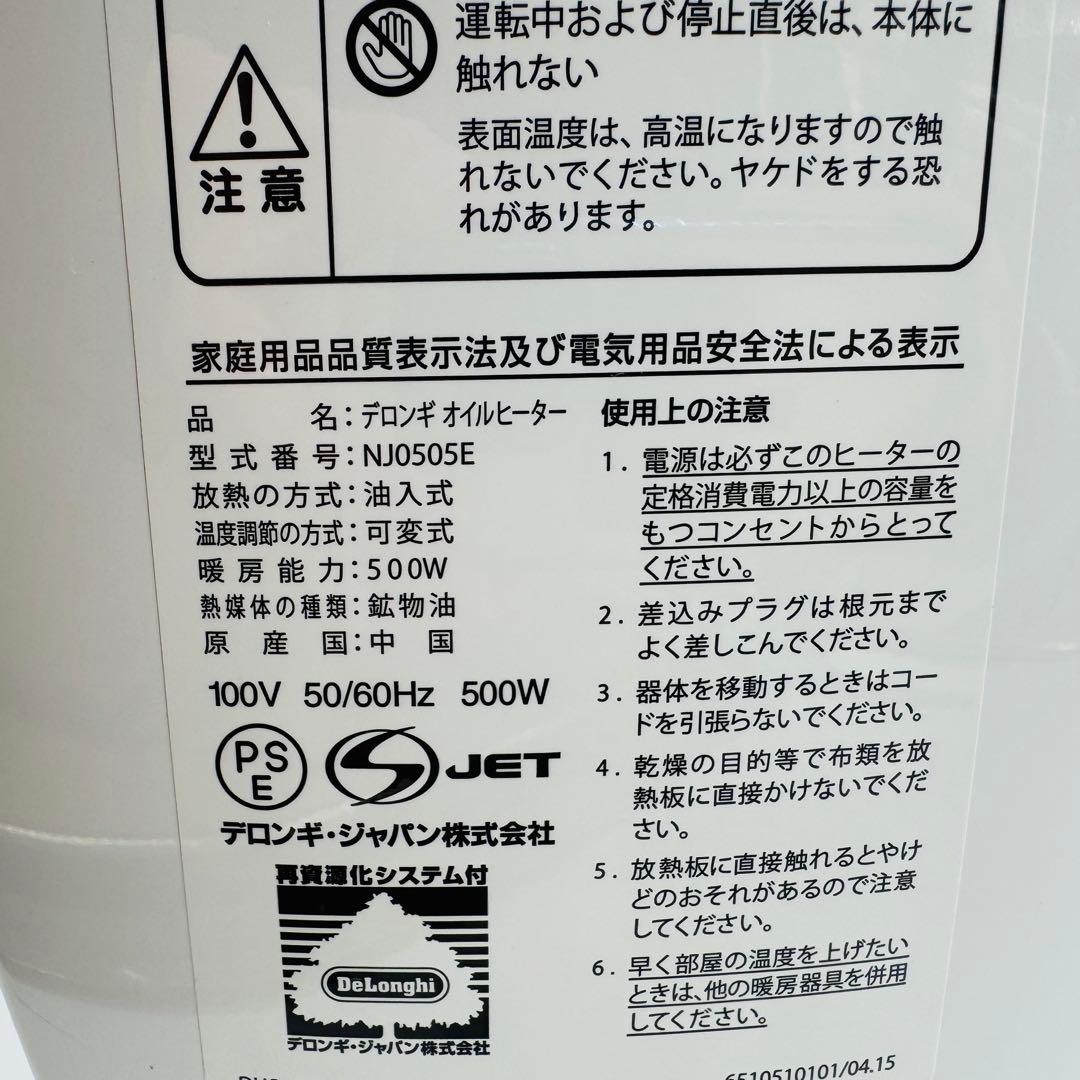 運転中および停止直後は、本体に
触れない
表面温度は、高温になりますので触
れないでください。ヤケドをする恐
れがあります。
注意
家庭用品品質表示法及び電気用品安全法による表示
品名：デロンギ オイルヒーター
型式番号：NJ0505E
放熱の方式：油入式
温度調節の方式：可変式
暖房能力：500W
熱媒体の種類：鉱物油
原産国：中国
100V 50/60Hz 500W
PSE
JET
デロンギ・ジャパン株式会社
再資源化システム付
DeLonghi
デロンギ・ジャパン株式会社
使用上の注意
1. 電源は必ずこのヒーターの
定格消費電力以上の容量を
もつコンセントからとって
ください。
2. 差込みプラグは根元まで
よく差しこんでください。
3. 器体を移動するときはコー
ドを引張らないでください。
4. 乾燥の目的等で布類を放
熱板に直接かけないでくだ
さい。
5. 放熱板に直接触れるとやけ
どのおそれがあるので注意
してください。
6. 早く部屋の温度を上げたい
ときは、他の暖房器具を併用
してください。
6510510101/04.15